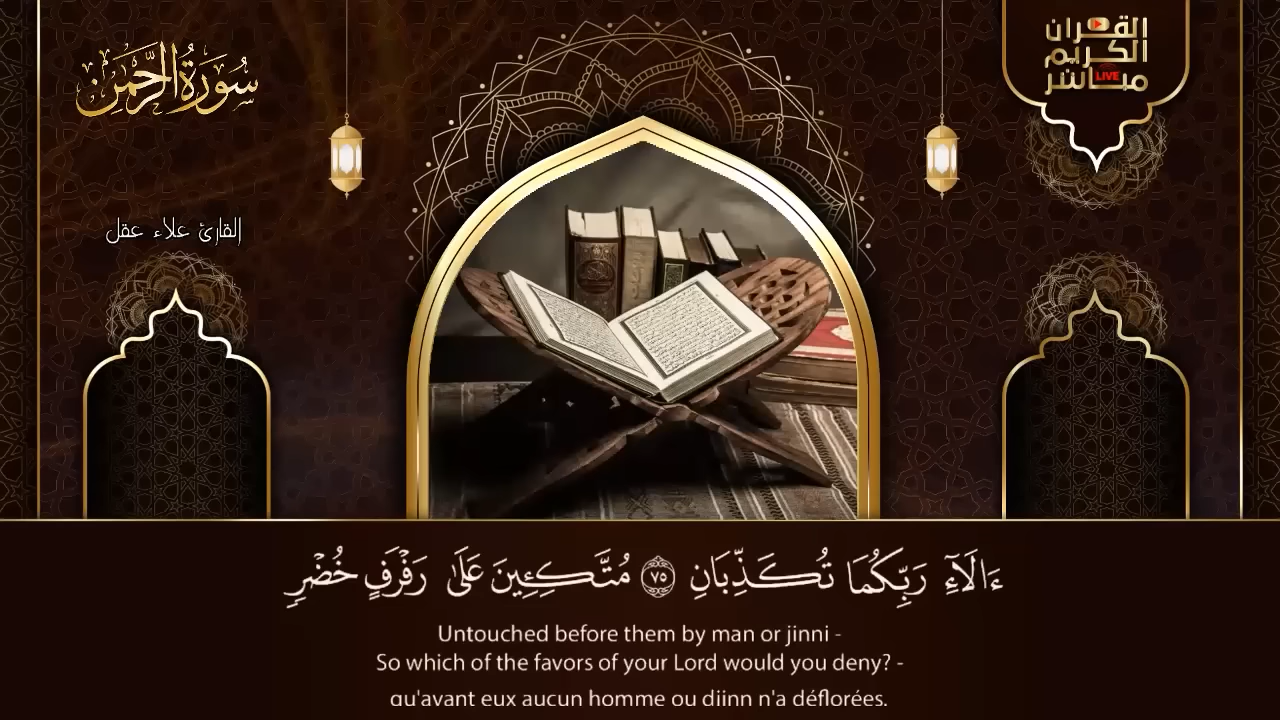 سُورَةُ الرَّحْمَن
القرآن
الكريم
مباشر
LIVE
القارئ علاء عقل
ءَالَآءِ رَبِّكُمَا تُكَذِّبَانِ ٧٥ مُتَّكِـِٔينَ عَلَىٰ رَفْرَفٍ خُضْرٍ
Untouched before them by man or jinni -
So which of the favors of your Lord would you deny? -
qu'avant eux aucun homme ou djinn n'a déflorées.